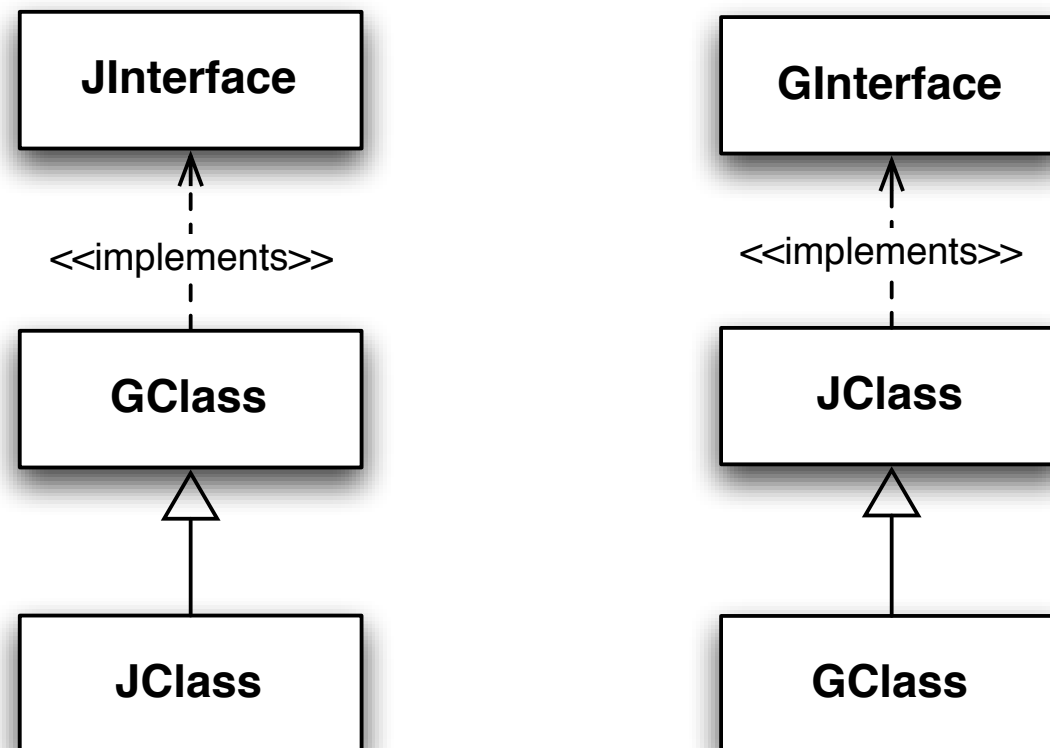 JInterface
<<implements>>
GClass
JClass
GInterface
<<implements>>
JClass
GClass